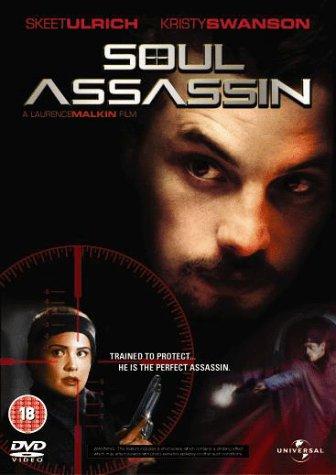 SKEETULRICH KRISTYSWANSON
SOUL
ASSASSIN
A LAURENCEMALKIN FILM
TRAINED TO PROTECT...
HE IS THE PERFECT ASSASSIN.
18
DVD
VIDEO
UNIVERSAL